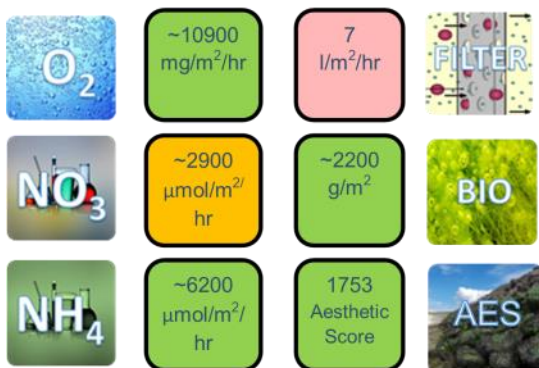 O2
~10900
mg/m²/hr
7
l/m²/hr
FILTER
NO3
~2900
μmol/m²/
hr
~2200
g/m²
BIO
NH4
~6200
μmol/m²/
hr
1753
Aesthetic
Score
AES